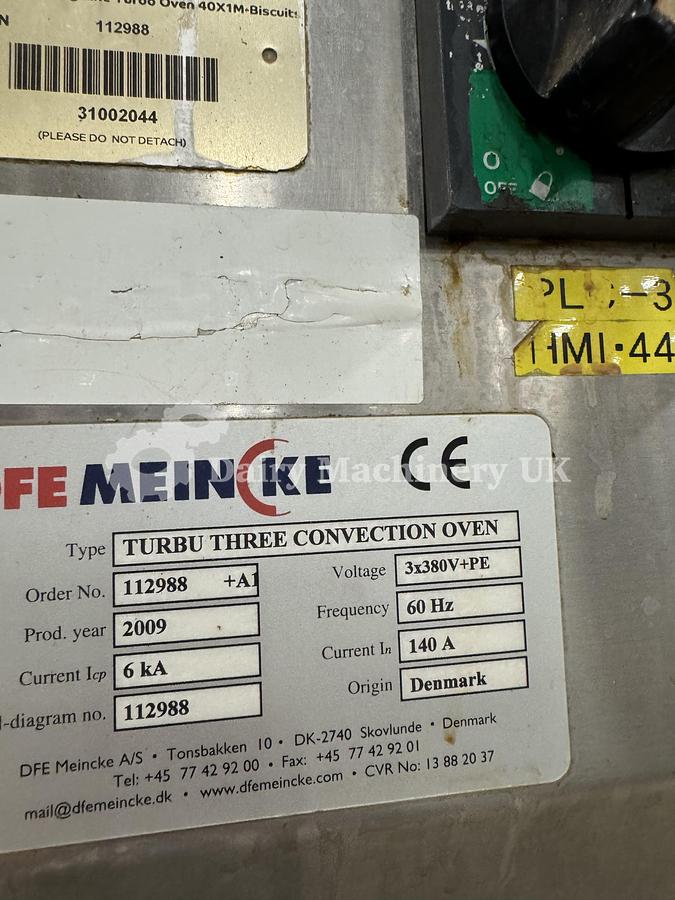 Turbo Oven 40X1M-Biscuits
N 112988
31002044
(PLEASE DO NOT DETACH)
O
OFF
-3
HMI·44
DFE MEINCKE CE
Dairy Machinery UK
Type TURBU THREE CONVECTION OVEN
Order No. 112988 +A1
Voltage 3x380V+PE
Prod. year 2009
Frequency 60 Hz
Current Icp 6 kA
Current In 140 A
l-diagram no. 112988
Origin Denmark
DFE Meincke A/S • Tonsbakken 10 • DK-2740 Skovlunde • Denmark
Tel: +45 77 42 92 00 • Fax: +45 77 42 92 01
mail@dfemeincke.dk • www.dfemeincke.com • CVR No: 13 88 20 37